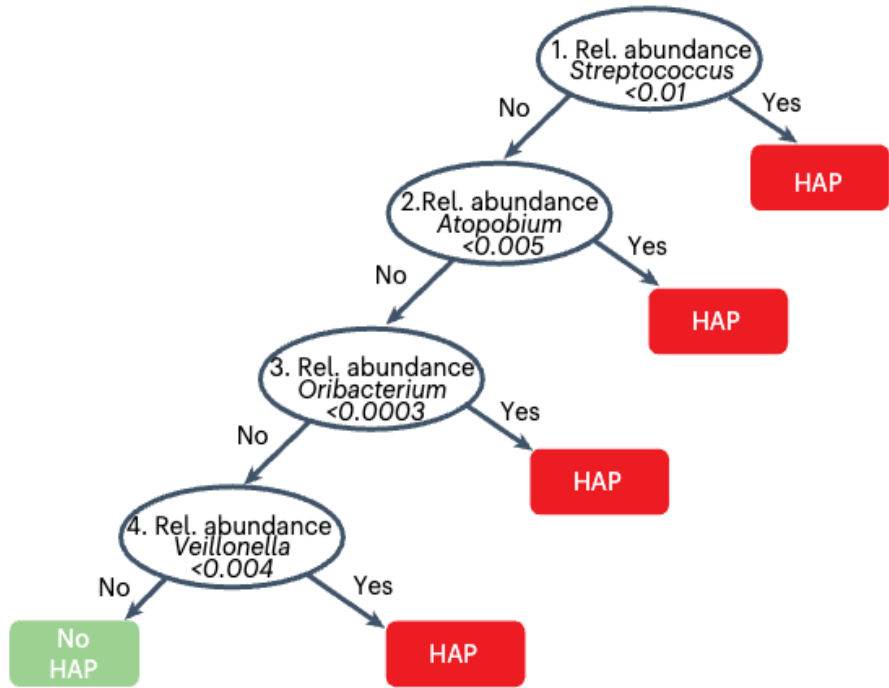 1. Rel. abundance
Streptococcus
<0.01
No
Yes
HAP
2.Rel. abundance
Atopobium
<0.005
No
Yes
HAP
3. Rel. abundance
Oribacterium
<0.0003
No
Yes
HAP
4. Rel. abundance
Veillonella
<0.004
No
Yes
No
HAP
HAP